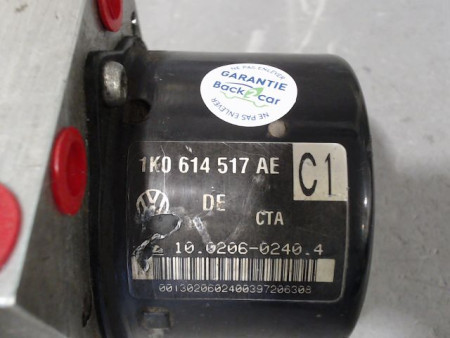 NE PAS ENLEVER
GARANTIE
Back2car
NE PAS ENLEVER
1K0 614 517 AE
C1
DE
CTA
10.0206-0240.4
0013020602400397206308